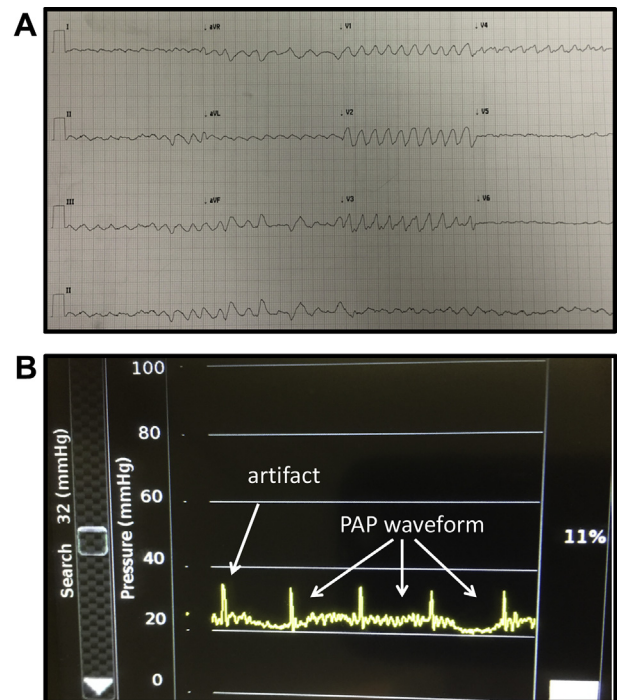 A
I
aVR
V1
V4
II
aVL
V2
V5
III
aVF
V3
V6
II
B
Search 32 (mmHg)
Pressure (mmHg)
100
80
60
40
20
0
artifact
PAP waveform
11%